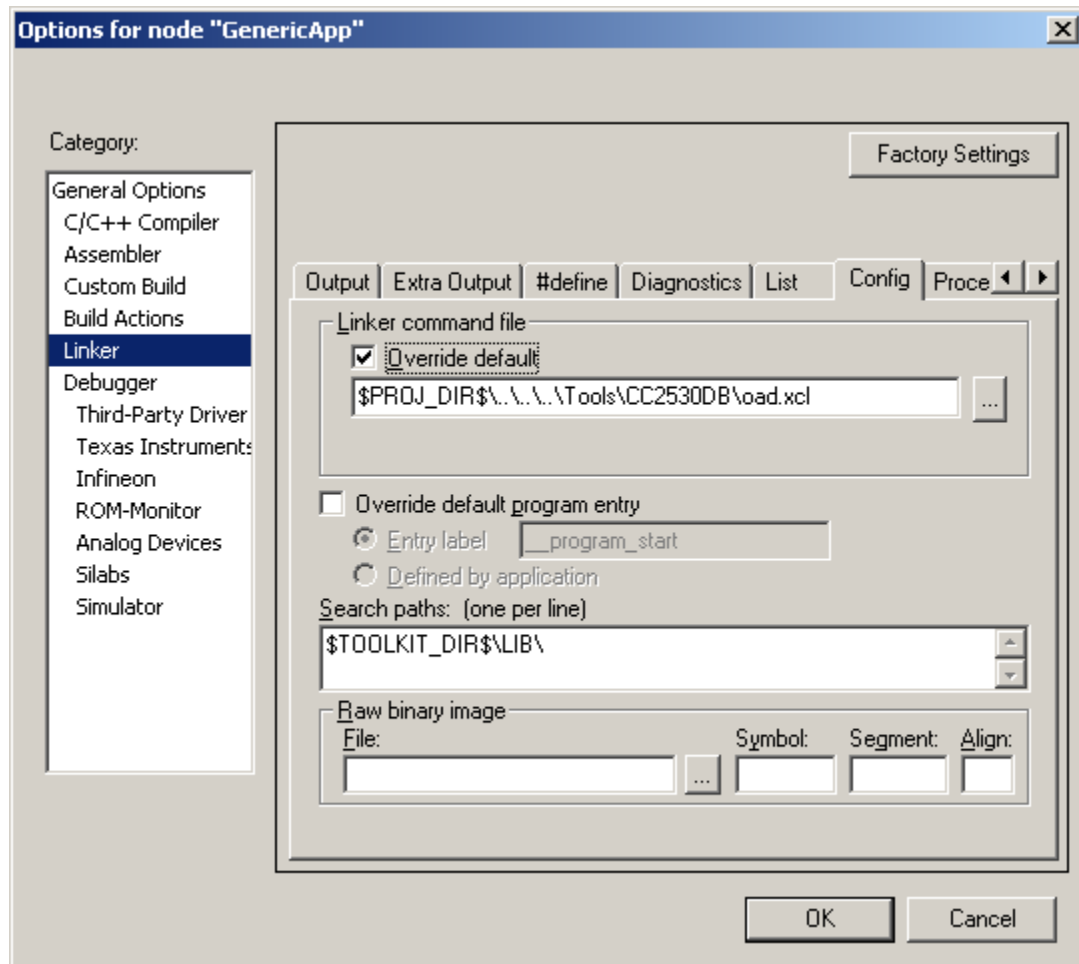 Options for node "GenericApp"
Category:
General Options
C/C++ Compiler
Assembler
Custom Build
Build Actions
Linker
Debugger
Third-Party Driver
Texas Instruments
Infineon
ROM-Monitor
Analog Devices
Silabs
Simulator
Factory Settings
Output Extra Output #define Diagnostics List Config Proce
Linker command file
Override default
$PROJ_DIR$\..\..\..\Tools\CC2530DB\oad.xcl
...
Override default program entry
Entry label __program_start
Defined by application
Search paths: (one per line)
$TOOLKIT_DIR$\LIB\
Raw binary image
File: Symbol: Segment: Align:
...
OK Cancel